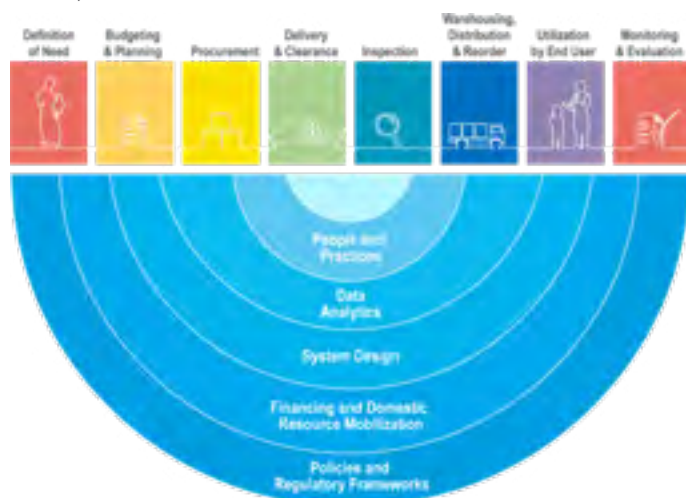 Definition
of Need
Budgeting
& Planning
Procurement
Delivery
& Clearance
Inspection
Warehousing,
Distribution
& Reorder
Utilization
by End User
Monitoring
& Evaluation
People and
Practices
Data
Analytics
System Design
Financing and Domestic
Resource Mobilization
Policies and
Regulatory Frameworks